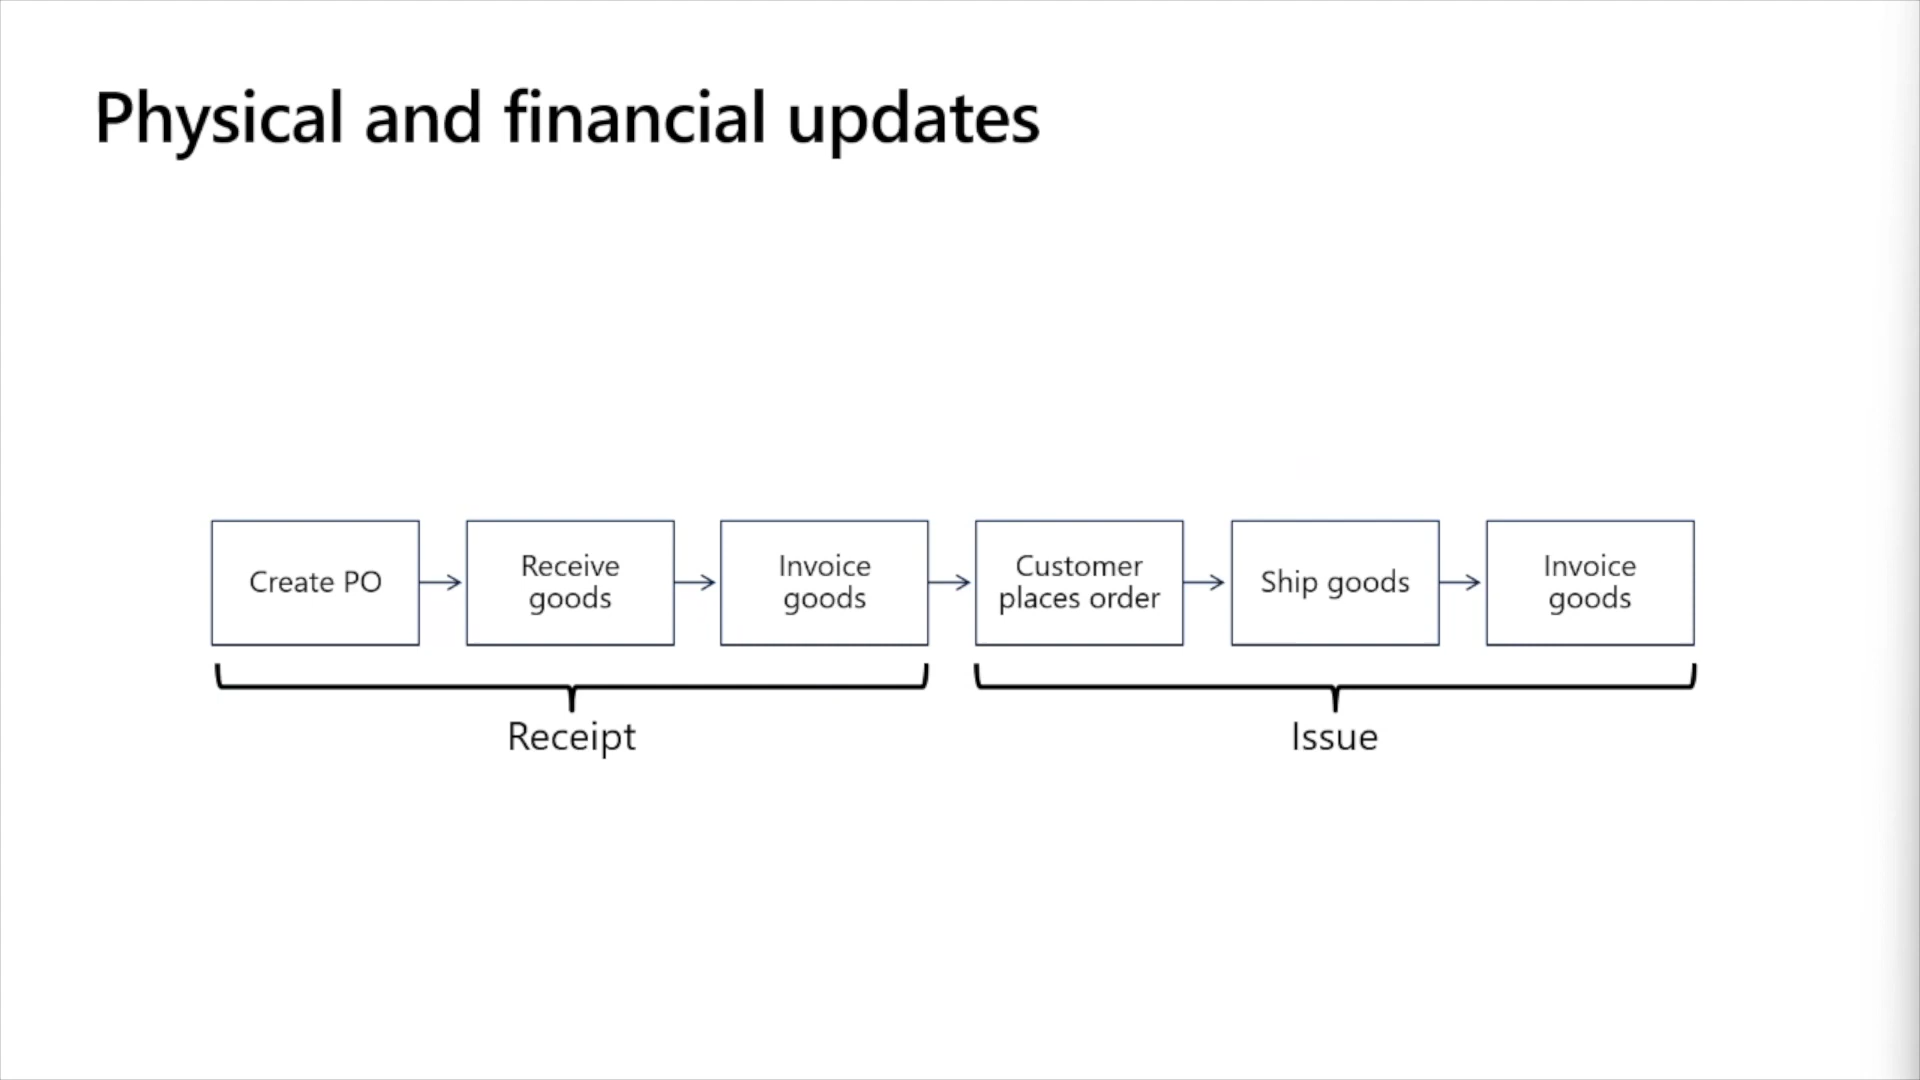 Physical and financial updates
Create PO
Receive
goods
Invoice
goods
Customer
places order
Ship goods
Invoice
goods
Receipt
Issue